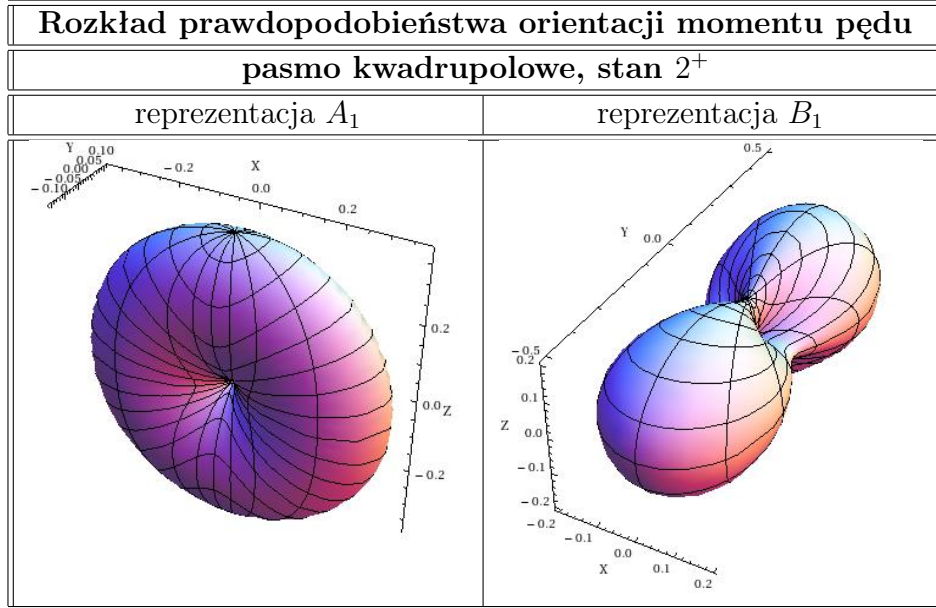 Rozkład prawdopodobieństwa orientacji momentu pędu
pasmo kwadrupolowe, stan 2⁺
reprezentacja A₁
reprezentacja B₁
Y 0.10
0.05
0.00
-0.05
-0.10
-0.2
X
0.0
0.2
0.2
0.0 Z
-0.2
0.5
Y 0.0
-0.5
0.2
0.1
Z 0.0
-0.1
-0.2
-0.2
-0.1
0.0
X
0.1
0.2